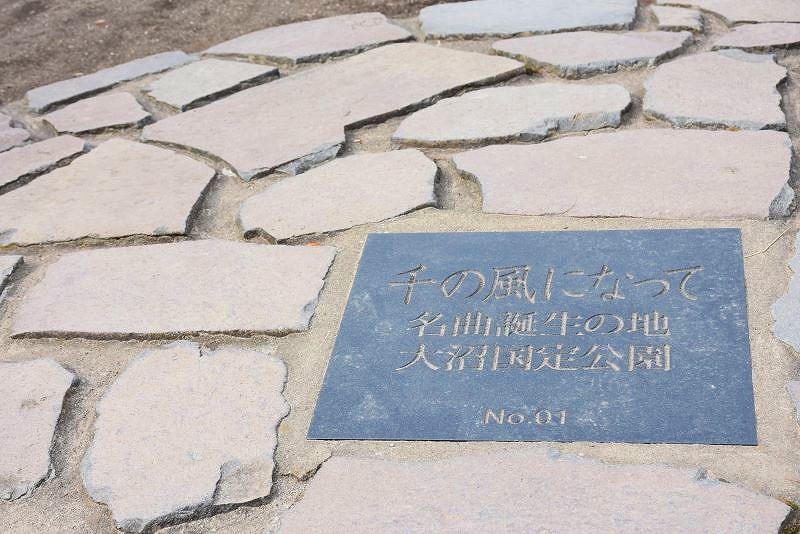 千の風になって
名曲誕生の地
大沼国定公園
No.01